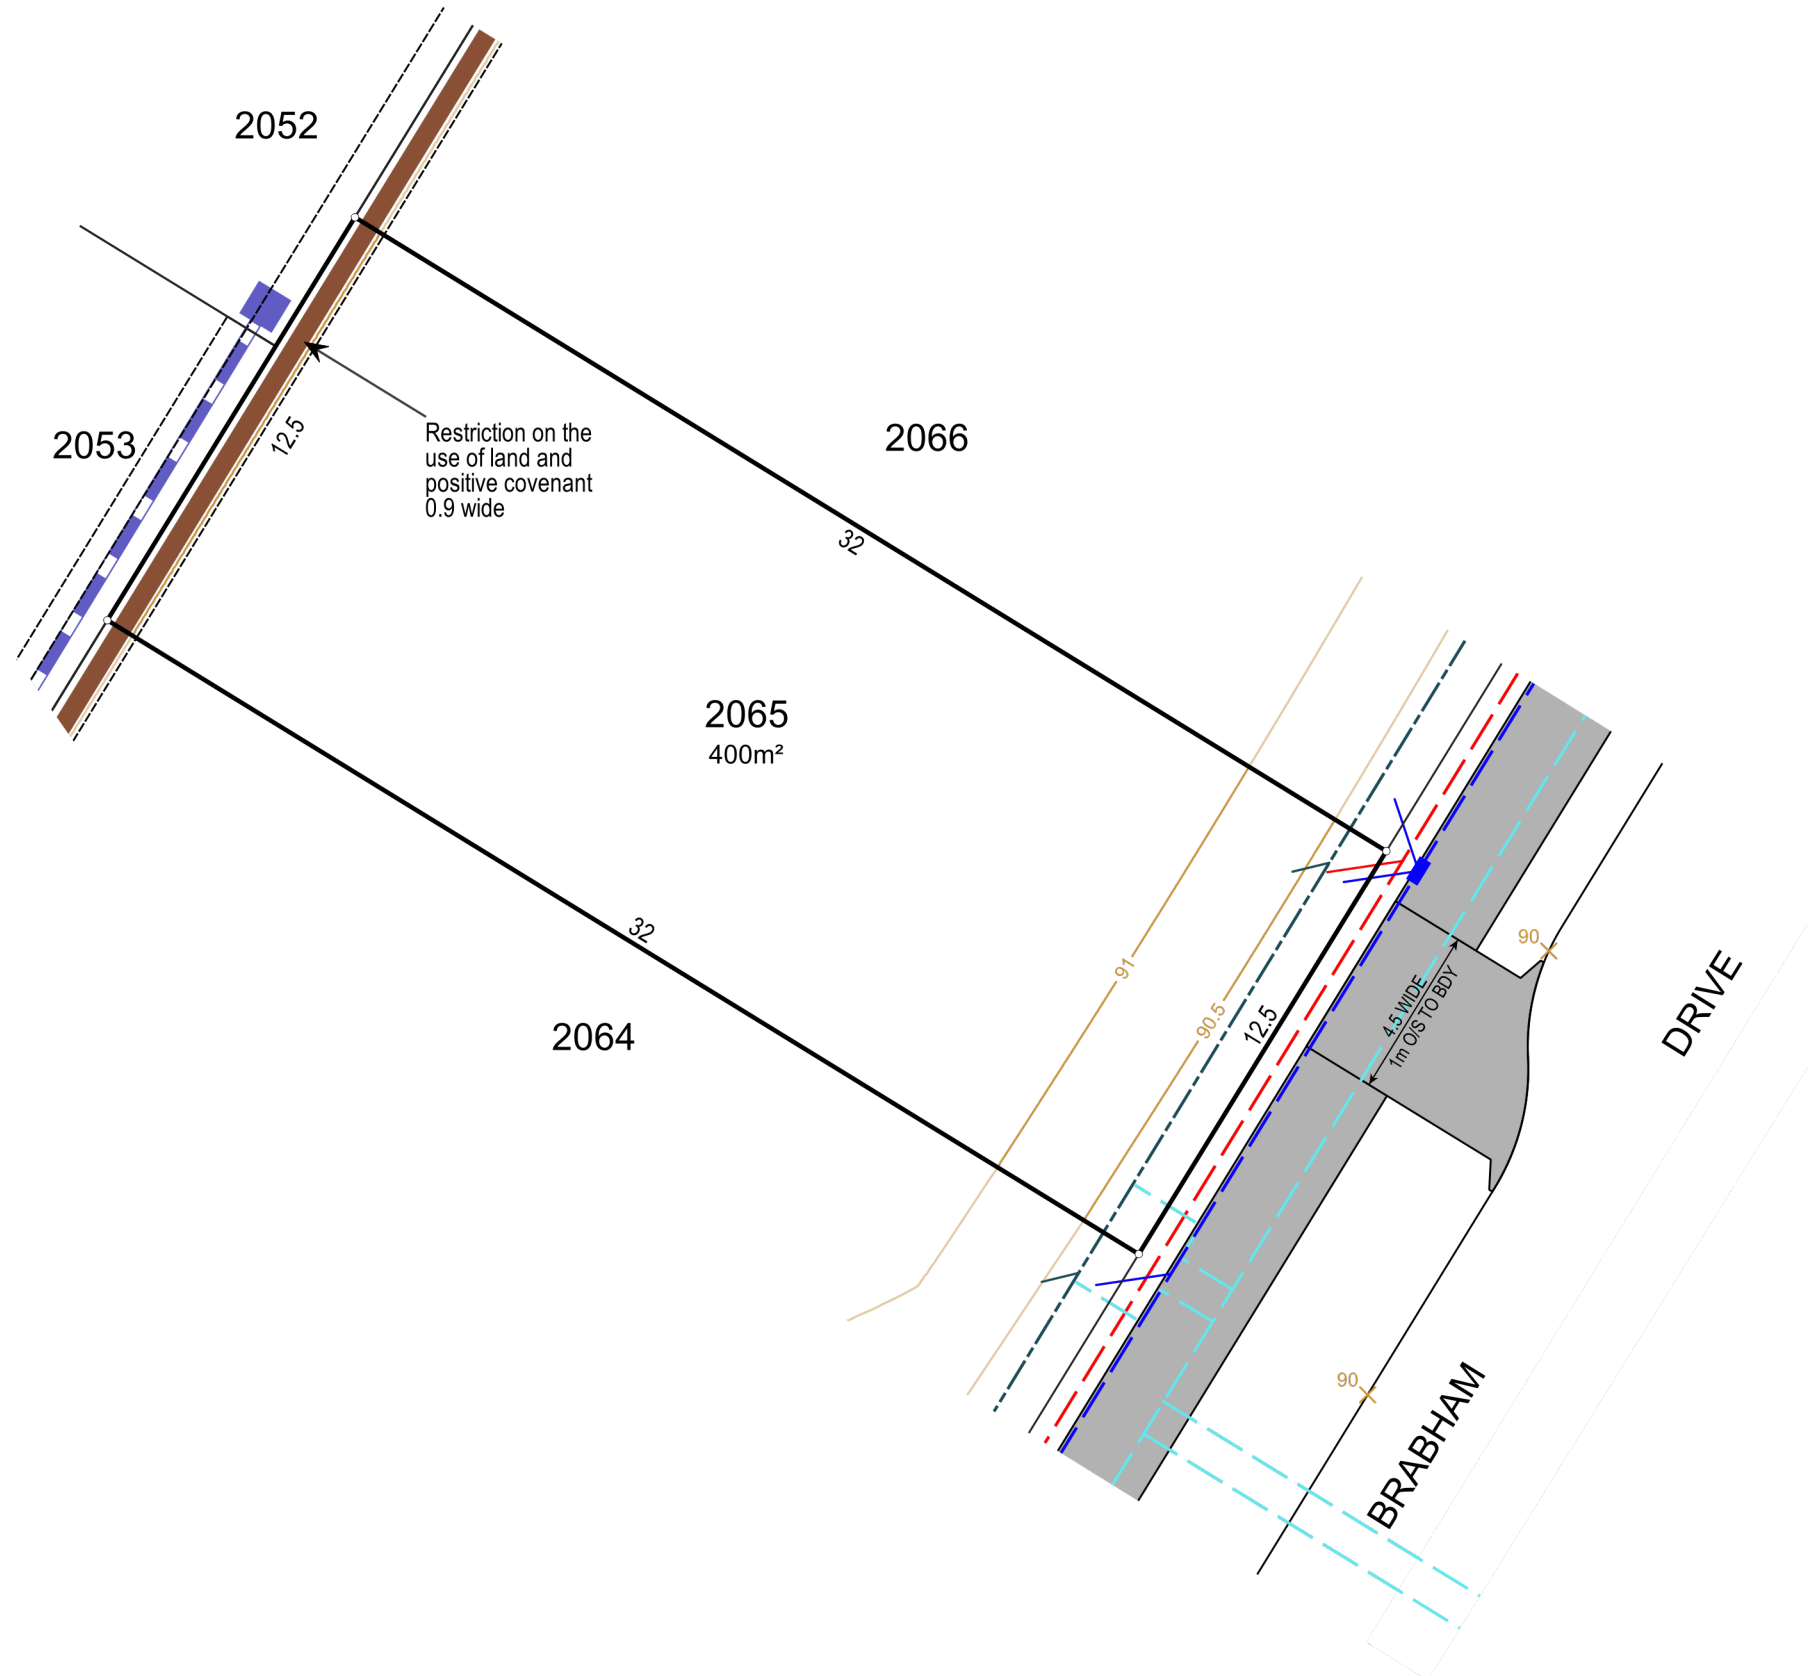 2052
2053
12.5
Restriction on the
use of land and
positive covenant
0.9 wide
2066
32
2065
400m²
32
2064
91
90.5
12.5
4.5 WIDE
1m O/S TO BDY
90
DRIVE
90
BRABHAM